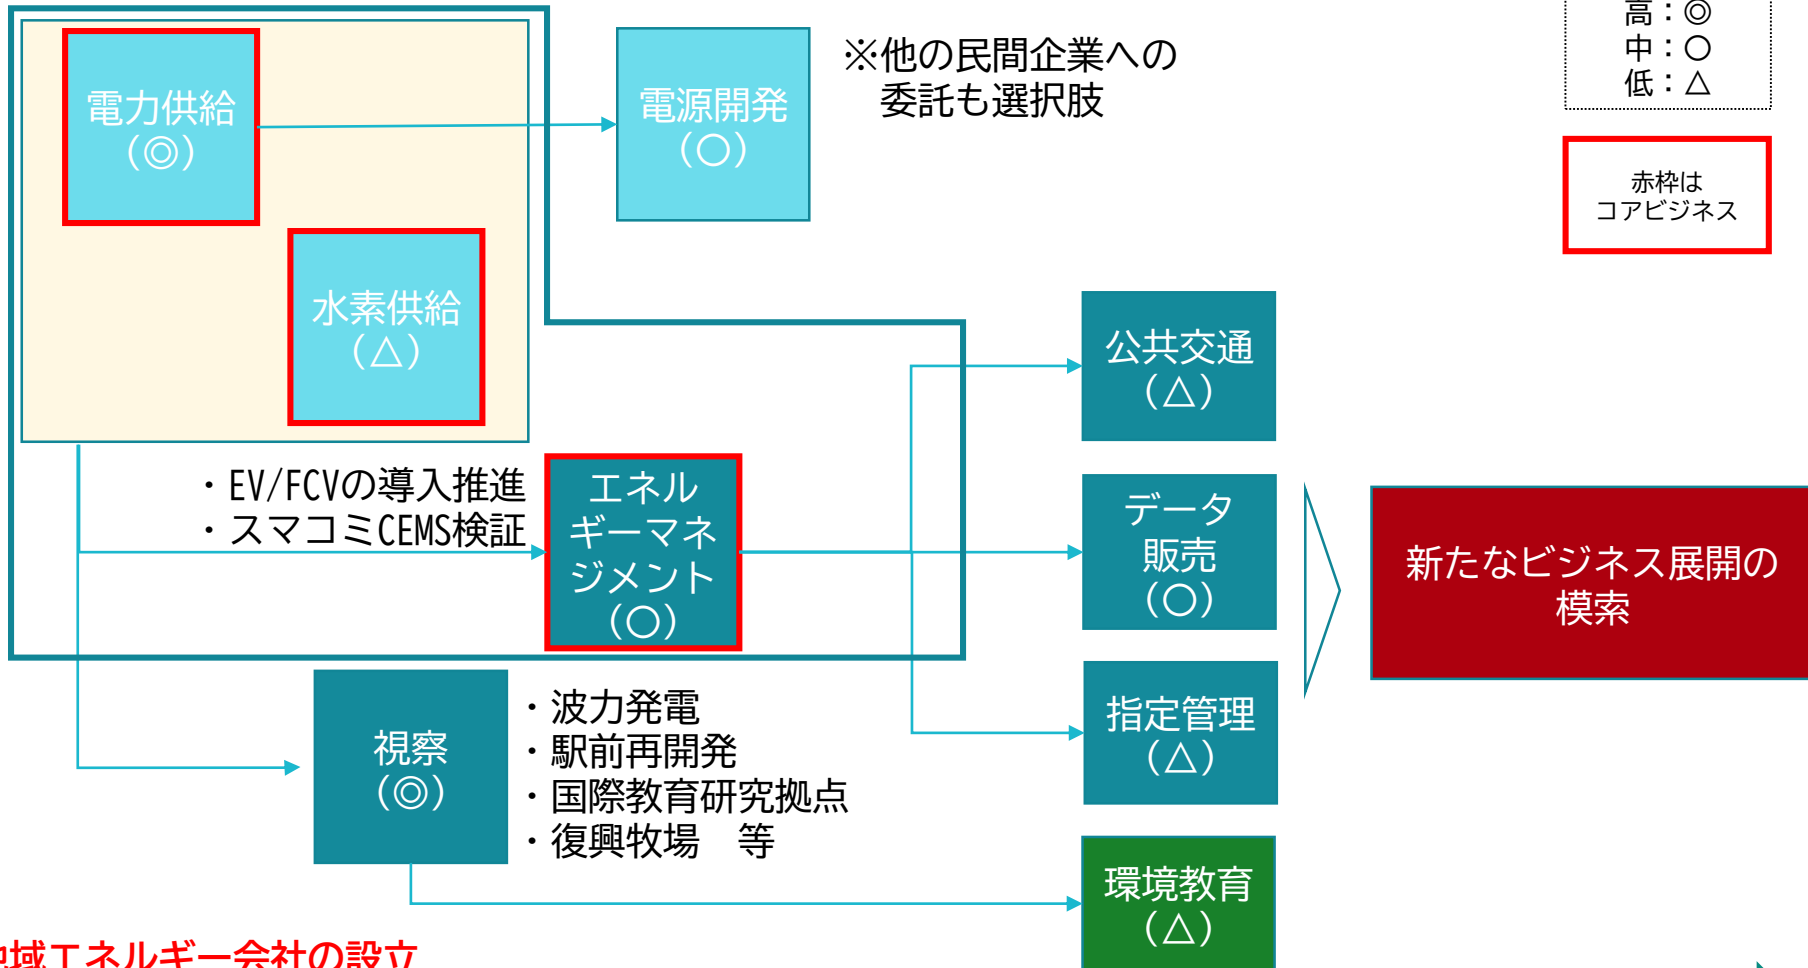 電力供給
（◎）
電源開発
（○）
※他の民間企業への
委託も選択肢
高：◎
中：○
低：△
赤枠は
コアビジネス
水素供給
（△）
公共交通
（△）
・EV/FCVの導入推進
・スマコミCEMS検証
エネル
ギーマネ
ジメント
（○）
データ
販売
（○）
新たなビジネス展開の
模索
指定管理
（△）
視察
（◎）
・波力発電
・駅前再開発
・国際教育研究拠点
・復興牧場　等
環境教育
（△）
地域エネルギー会社の設立